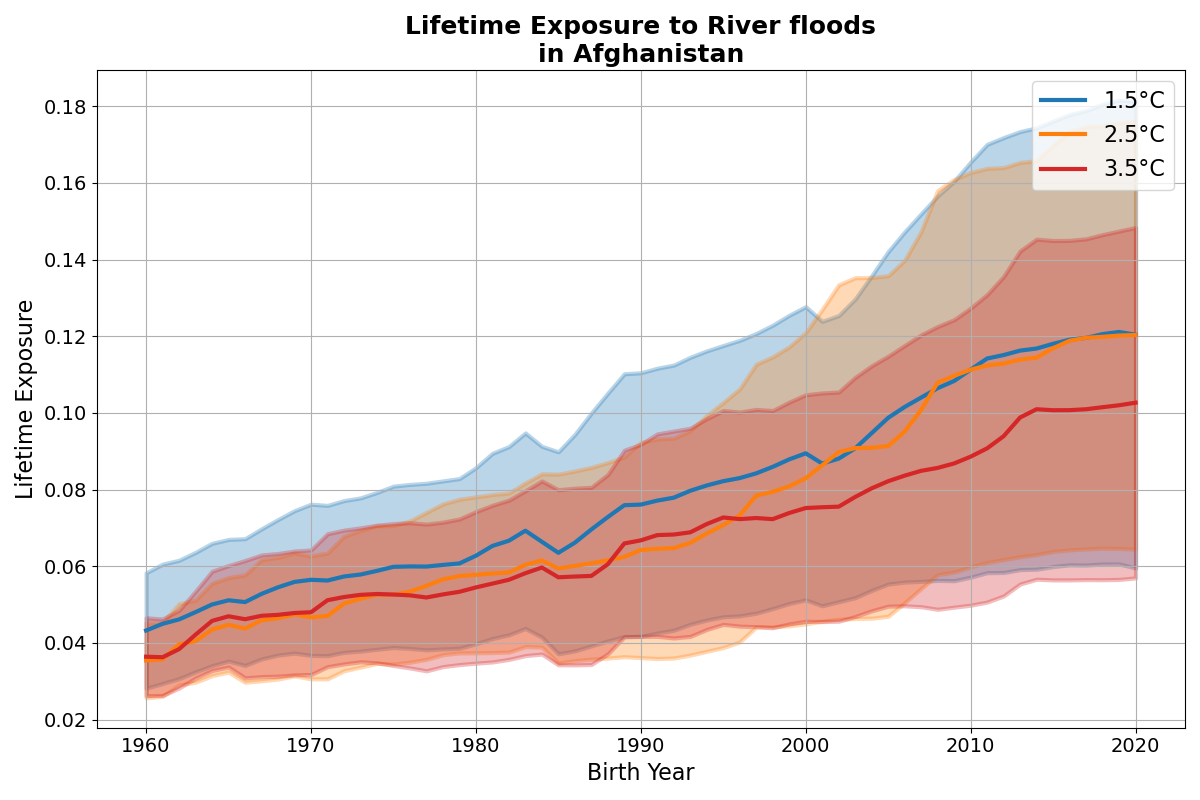 Lifetime Exposure to River floods
in Afghanistan
Lifetime Exposure
0.18
0.16
0.14
0.12
0.10
0.08
0.06
0.04
0.02
1.5°C
2.5°C
3.5°C
1960 1970 1980 1990 2000 2010 2020
Birth Year